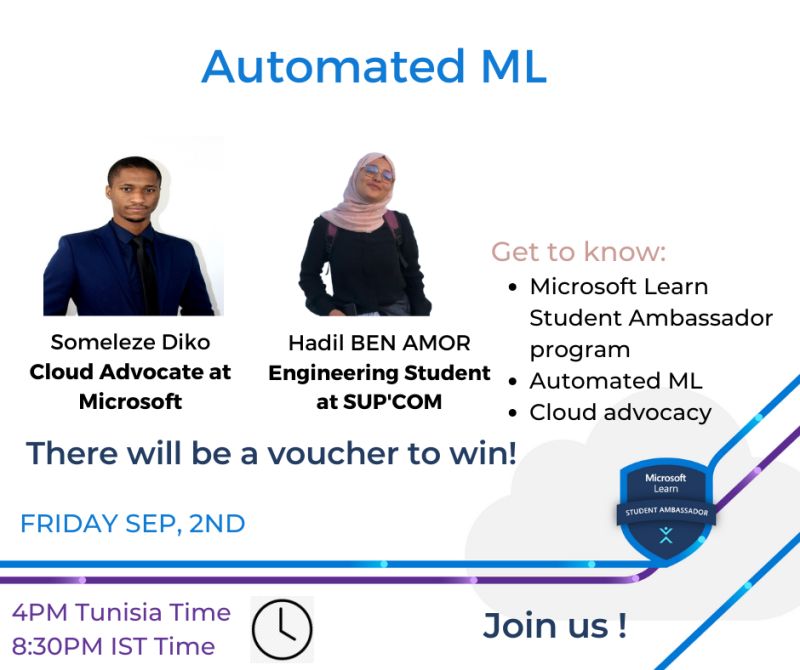 Automated ML
Someleze Diko
Cloud Advocate at
Microsoft
Hadil BEN AMOR
Engineering Student
at SUP'COM
Get to know:
• Microsoft Learn
Student Ambassador
program
• Automated ML
• Cloud advocacy
There will be a voucher to win!
Microsoft
Learn
STUDENT AMBASSADOR
FRIDAY SEP, 2ND
4PM Tunisia Time
8:30PM IST Time
Join us !